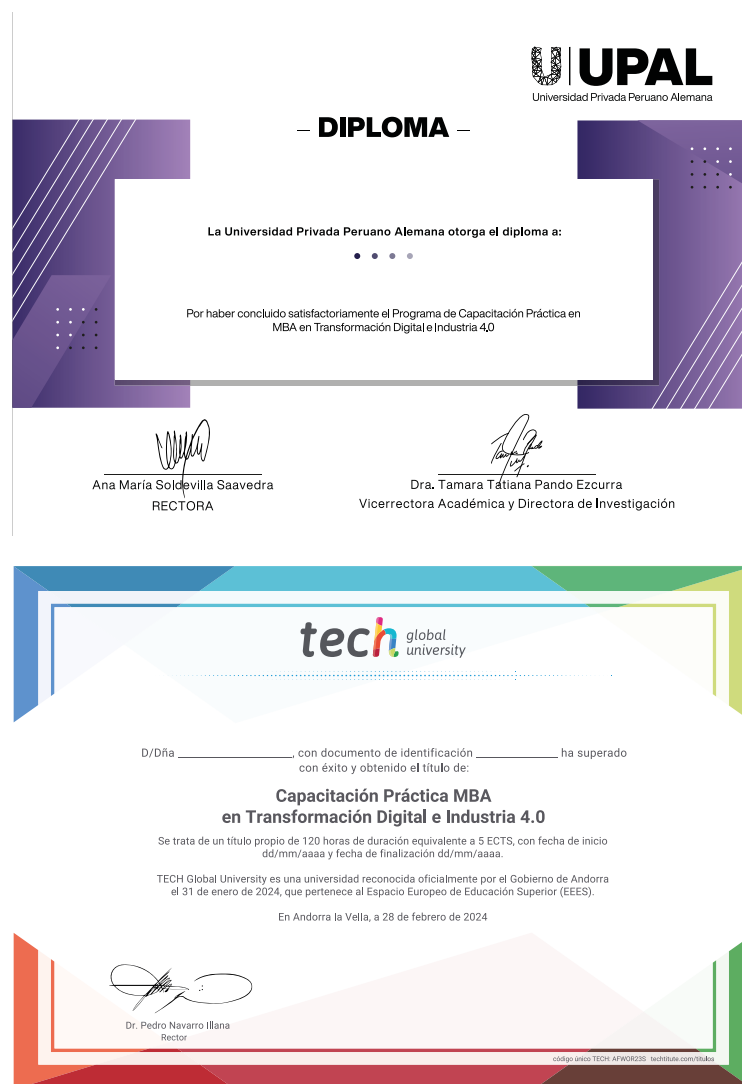 UPAL
Universidad Privada Peruano Alemana
– DIPLOMA –
La Universidad Privada Peruano Alemana otorga el diploma a:
Por haber concluido satisfactoriamente el Programa de Capacitación Práctica en
MBA en Transformación Digital e Industria 4.0
Ana María Soldevilla Saavedra
RECTORA
Dra. Tamara Tatiana Pando Ezcurra
Vicerrectora Académica y Directora de Investigación
tech global
university
D/Dña ____________________, con documento de identificación ______________ ha superado
con éxito y obtenido el título de:
Capacitación Práctica MBA
en Transformación Digital e Industria 4.0
Se trata de un título propio de 120 horas de duración equivalente a 5 ECTS, con fecha de inicio
dd/mm/aaaa y fecha de finalización dd/mm/aaaa.
TECH Global University es una universidad reconocida oficialmente por el Gobierno de Andorra
el 31 de enero de 2024, que pertenece al Espacio Europeo de Educación Superior (EEES).
En Andorra la Vella, a 28 de febrero de 2024
Dr. Pedro Navarro Illana
Rector
código único TECH: AFWOR23S techtitute.com/titulos